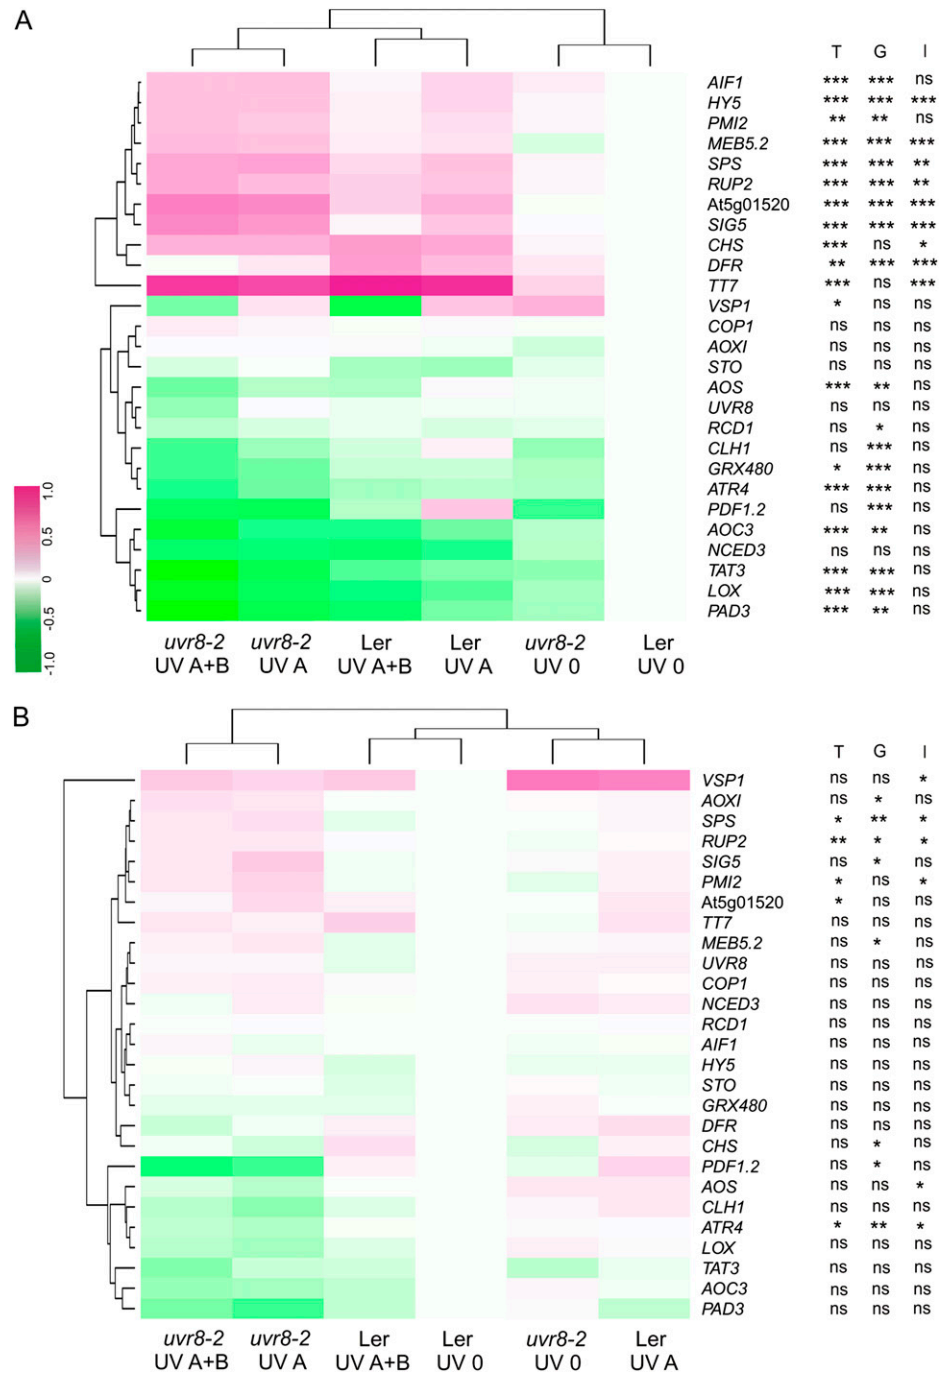 A
T G I
AIF1 *** *** ns
HY5 *** *** ***
PMI2 ** ** ns
MEB5.2 *** *** ***
SPS *** *** **
RUP2 *** *** **
At5g01520 *** *** ***
SIG5 *** *** ***
CHS *** ns *
DFR ** *** ***
TT7 *** ns ***
VSP1 * ns ns
COP1 ns ns ns
AOXI ns ns ns
STO ns ns ns
AOS *** ** ns
UVR8 ns ns ns
RCD1 ns * ns
CLH1 ns *** ns
GRX480 * *** ns
ATR4 *** *** ns
PDF1.2 ns *** ns
AOC3 *** ** ns
NCED3 ns ns ns
TAT3 *** *** ns
LOX *** *** ns
PAD3 *** ** ns
1.0
0.5
0
-0.5
-1.0
uvr8-2 uvr8-2 Ler Ler uvr8-2 Ler
UV A+B UV A UV A+B UV A UV 0 UV 0
B
T G I
VSP1 ns ns *
AOXI ns * ns
SPS * ** *
RUP2 ** * *
SIG5 ns * ns
PMI2 * ns *
At5g01520 * ns ns
TT7 ns ns ns
MEB5.2 ns * ns
UVR8 ns ns ns
COP1 ns ns ns
NCED3 ns ns ns
RCD1 ns ns ns
AIF1 ns ns ns
HY5 ns ns ns
STO ns ns ns
GRX480 ns ns ns
DFR ns ns ns
CHS ns * ns
PDF1.2 ns * ns
AOS ns ns *
CLH1 ns ns ns
ATR4 * ** *
LOX ns ns ns
TAT3 ns ns ns
AOC3 ns ns ns
PAD3 ns ns ns
uvr8-2 uvr8-2 Ler Ler uvr8-2 Ler
UV A+B UV A UV A+B UV 0 UV 0 UV A